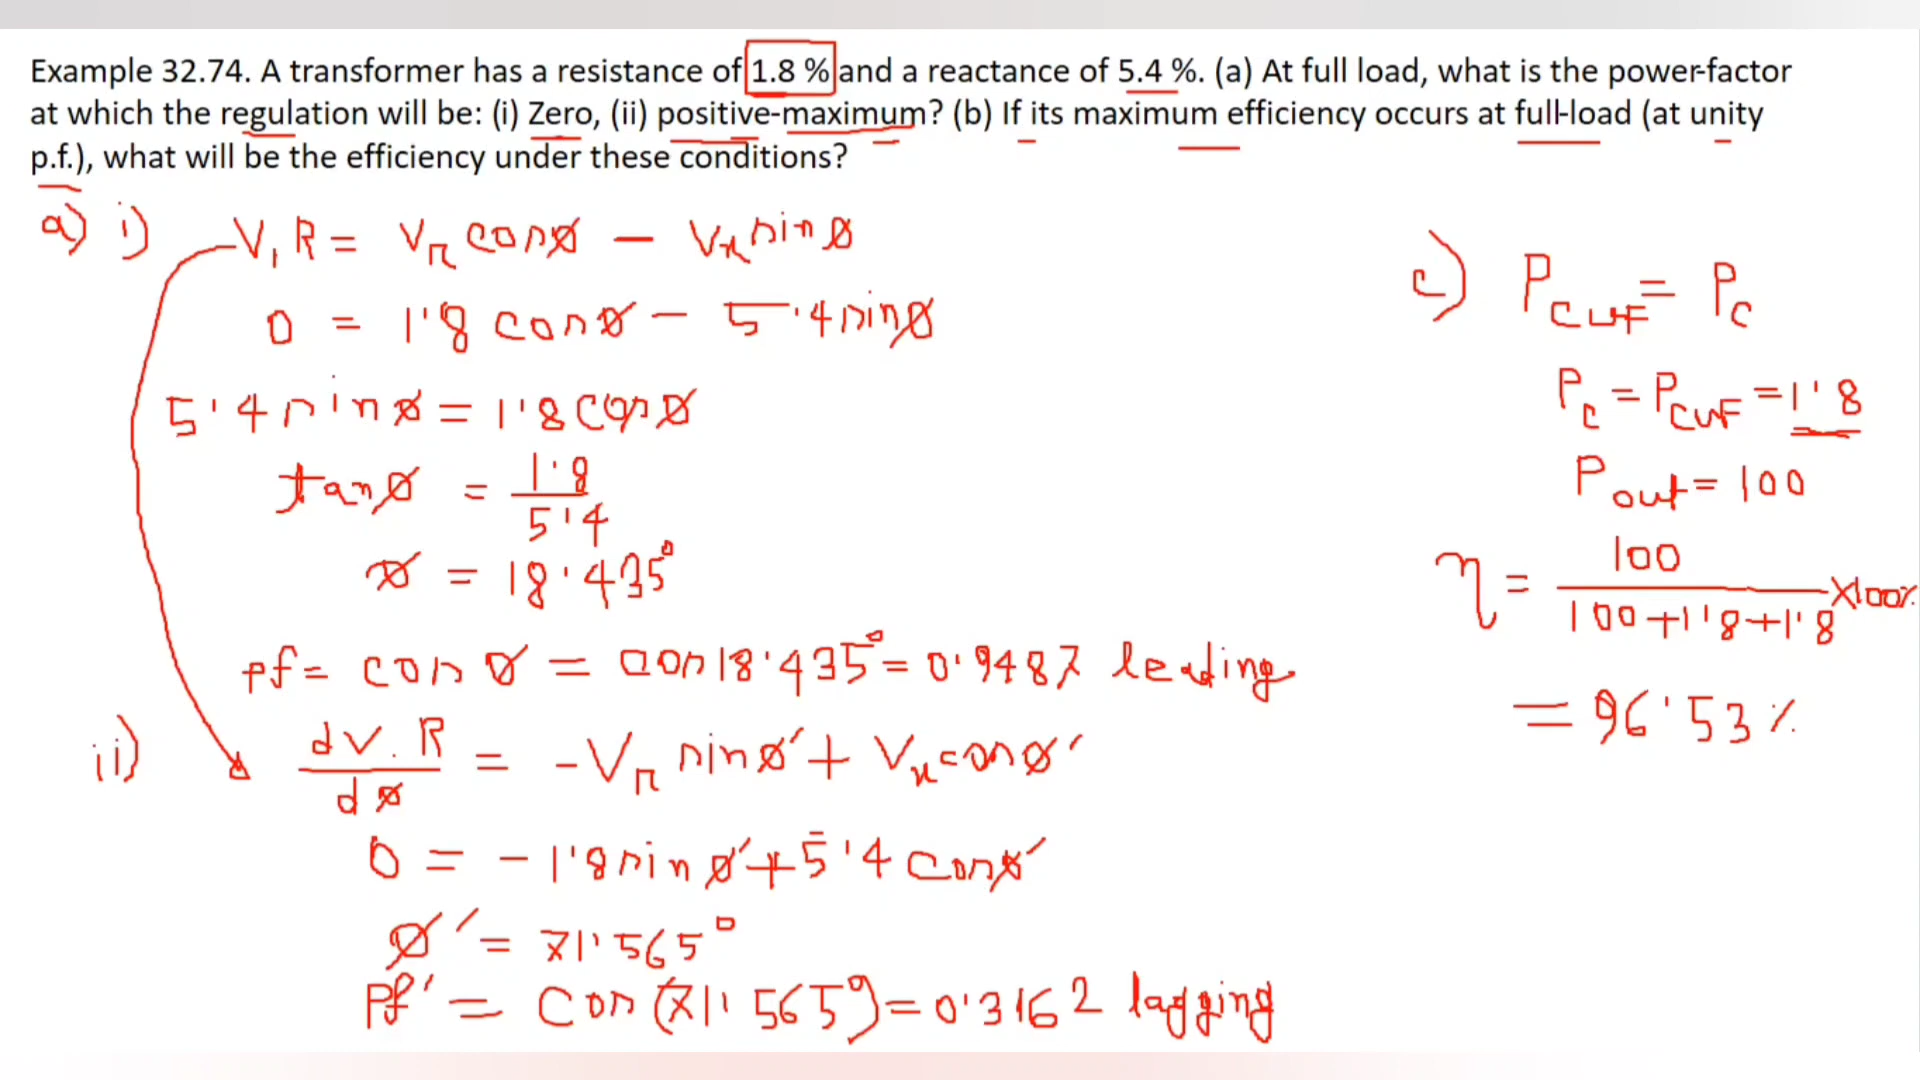 Example 32.74. A transformer has a resistance of 1.8 % and a reactance of 5.4 %. (a) At full load, what is the power-factor
at which the regulation will be: (i) Zero, (ii) positive-maximum? (b) If its maximum efficiency occurs at full-load (at unity
p.f.), what will be the efficiency under these conditions?
a) i) V.R = Vr cosø - Vx sinø
0 = 1.8 cosø - 5.4 sinø
5.4 sinø = 1.8 cosø
tanø = 1.8/5.4
ø = 18.435°
pf = cosø = cos18.435° = 0.9487 leading
ii) dV.R/dø = -Vr sinø' + Vx cosø'
0 = -1.8 sinø' + 5.4 cosø'
ø' = 71.565°
Pf' = Cos(71.565°) = 0.3162 lagging
c) PCuF = PC
PC = PCuF = 1.8
Pout = 100
η = 100/(100+1.8+1.8) × 100%
= 96.53 %